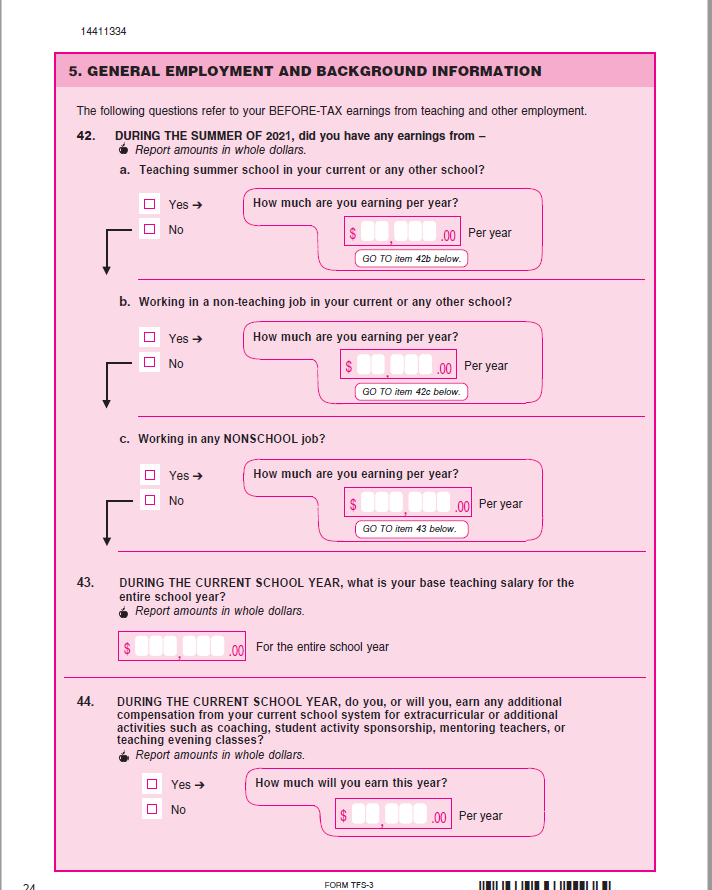 14411334
5. GENERAL EMPLOYMENT AND BACKGROUND INFORMATION
The following questions refer to your BEFORE-TAX earnings from teaching and other employment.
42. DURING THE SUMMER OF 2021, did you have any earnings from –
Report amounts in whole dollars.
a. Teaching summer school in your current or any other school?
Yes ➔
How much are you earning per year?
No
$ , .00 Per year
GO TO item 42b below.
b. Working in a non-teaching job in your current or any other school?
Yes ➔
How much are you earning per year?
No
$ , .00 Per year
GO TO item 42c below.
c. Working in any NONSCHOOL job?
Yes ➔
How much are you earning per year?
No
$ , .00 Per year
GO TO item 43 below.
43. DURING THE CURRENT SCHOOL YEAR, what is your base teaching salary for the
entire school year?
Report amounts in whole dollars.
$ , .00 For the entire school year
44. DURING THE CURRENT SCHOOL YEAR, do you, or will you, earn any additional
compensation from your current school system for extracurricular or additional
activities such as coaching, student activity sponsorship, mentoring teachers, or
teaching evening classes?
Report amounts in whole dollars.
Yes ➔
How much will you earn this year?
No
$ , .00 Per year
24
FORM TFS-3